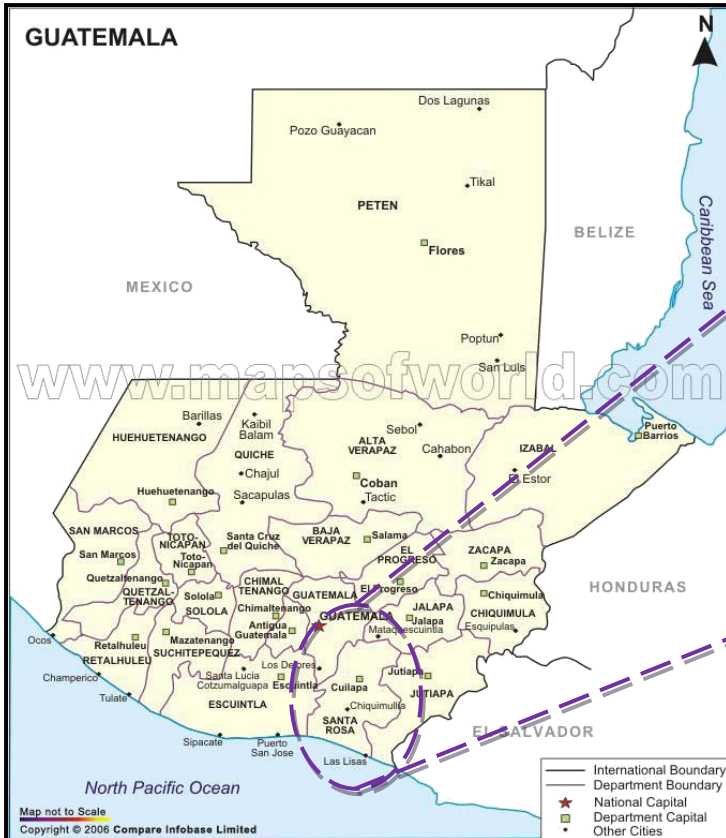 GUATEMALA
N
Dos Lagunas
Pozo Guayacan
Tikal
PETEN
Caribbean Sea
BELIZE
Flores
MEXICO
Poptun
San Luis
www.mapsofworld.com
Barillas
Kaibil
Balam
Sebol
Puerto
Barrios
HUEHUETENANGO
ALTA
VERAPAZ
QUICHE
Cahabon
IZABAL
Chajul
Coban
El Estor
Huehuetenango
Sacapulas
Tactic
SAN MARCOS
TOTO-
NICAPAN
Santa Cruz
del Quiche
BAJA
VERAPAZ
Salama
EL
PROGRESO
ZACAPA
Zacapa
San Marcos
Toto-
Nicapan
Quetzaltenango
QUETZAL-
TENANGO
CHIMAL
TENANGO
GUATEMALA
El Progreso
HONDURAS
Solola
SOLOLA
Chimaltenango
GUATEMALA
JALAPA
Jalapa
Chiquimula
CHIQUIMULA
Antigua
Guatemala
Mataquescuintla
Esquipulas
Ocos
Retalhuleu
RETALHULEU
Mazatenango
SUCHITEPEQUEZ
Champerico
Santa Lucia
Cotzumalguapa
Los Delores
Escuintla
Cuilapa
Jutiapa
JUTIAPA
Tulate
ESCUINTLA
Chiquimullia
SANTA
ROSA
EL SALVADOR
Sipacate
Puerto
San Jose
Las Lisas
North Pacific Ocean
International Boundary
Department Boundary
National Capital
Department Capital
Other Cities
Map not to Scale
Copyright © 2006 Compare Infobase Limited